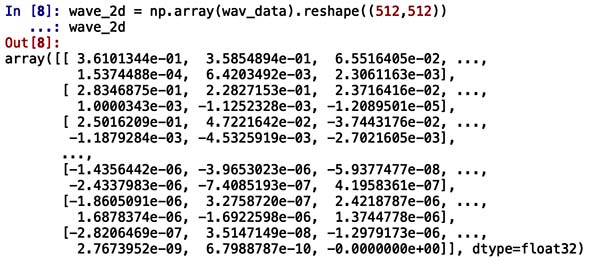 In [8]: wave_2d = np.array(wav_data).reshape((512,512))
   ...: wave_2d
Out[8]:
array([[ 3.6101344e-01,  3.5854894e-01,  6.5516405e-02, ...,
         1.5374488e-04,  6.4203492e-03,  2.3061163e-03],
       [ 2.8346875e-01,  2.2827153e-01,  2.3716416e-02, ...,
         1.0000343e-03, -1.1252328e-03, -1.2089501e-05],
       [ 2.5016209e-01,  4.7221642e-02, -3.7443176e-02, ...,
        -1.1879284e-03, -4.5325919e-03, -2.7021605e-03],
       ...,
       [-1.4356442e-06, -3.9653023e-06, -5.9377477e-08, ...,
        -2.4337983e-06, -7.4085193e-07,  4.1958361e-07],
       [-1.8605091e-06,  3.2758720e-07,  2.4218787e-06, ...,
         1.6878374e-06, -1.6922598e-06,  1.3744778e-06],
       [-2.8206469e-07,  3.5147149e-08, -1.2979173e-06, ...,
         2.7673952e-09,  6.7988787e-10, -0.0000000e+00]], dtype=float32)